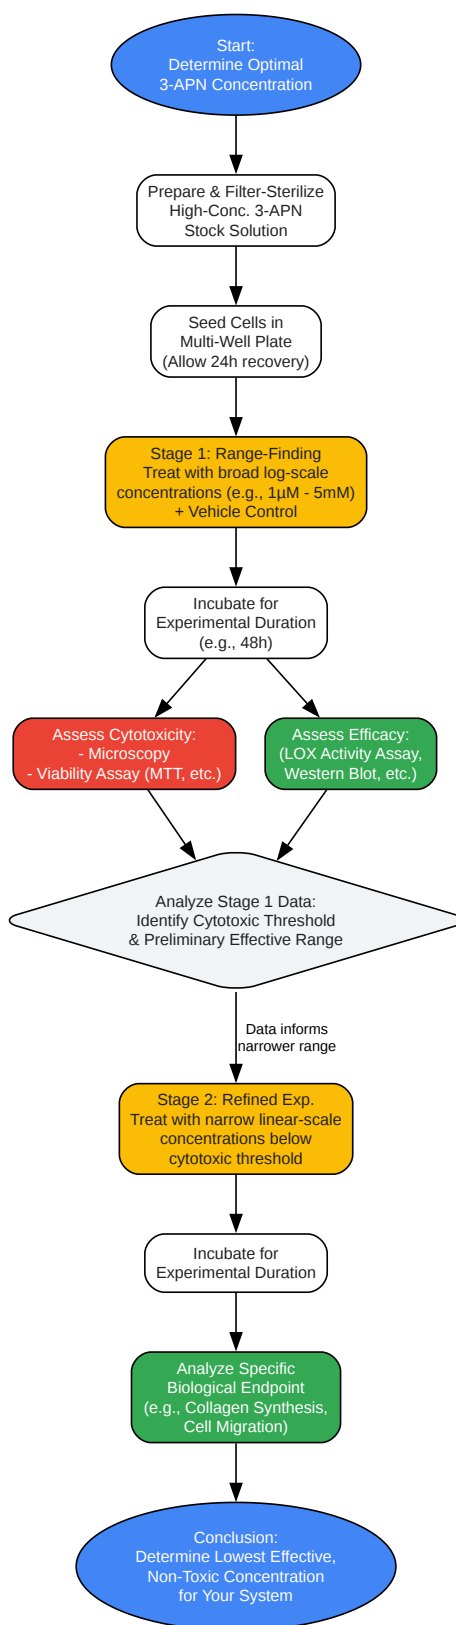 Start:
Determine Optimal
3-APN Concentration
Prepare & Filter-Sterilize
High-Conc. 3-APN
Stock Solution
Seed Cells in
Multi-Well Plate
(Allow 24h recovery)
Stage 1: Range-Finding
Treat with broad log-scale
concentrations (e.g., 1µM - 5mM)
+ Vehicle Control
Incubate for
Experimental Duration
(e.g., 48h)
Assess Cytotoxicity:
- Microscopy
- Viability Assay (MTT, etc.)
Assess Efficacy:
(LOX Activity Assay,
Western Blot, etc.)
Analyze Stage 1 Data:
Identify Cytotoxic Threshold
& Preliminary Effective Range
Data informs
narrower range
Stage 2: Refined Exp.
Treat with narrow linear-scale
concentrations below
cytotoxic threshold
Incubate for
Experimental Duration
Analyze Specific
Biological Endpoint
(e.g., Collagen Synthesis,
Cell Migration)
Conclusion:
Determine Lowest Effective,
Non-Toxic Concentration
for Your System